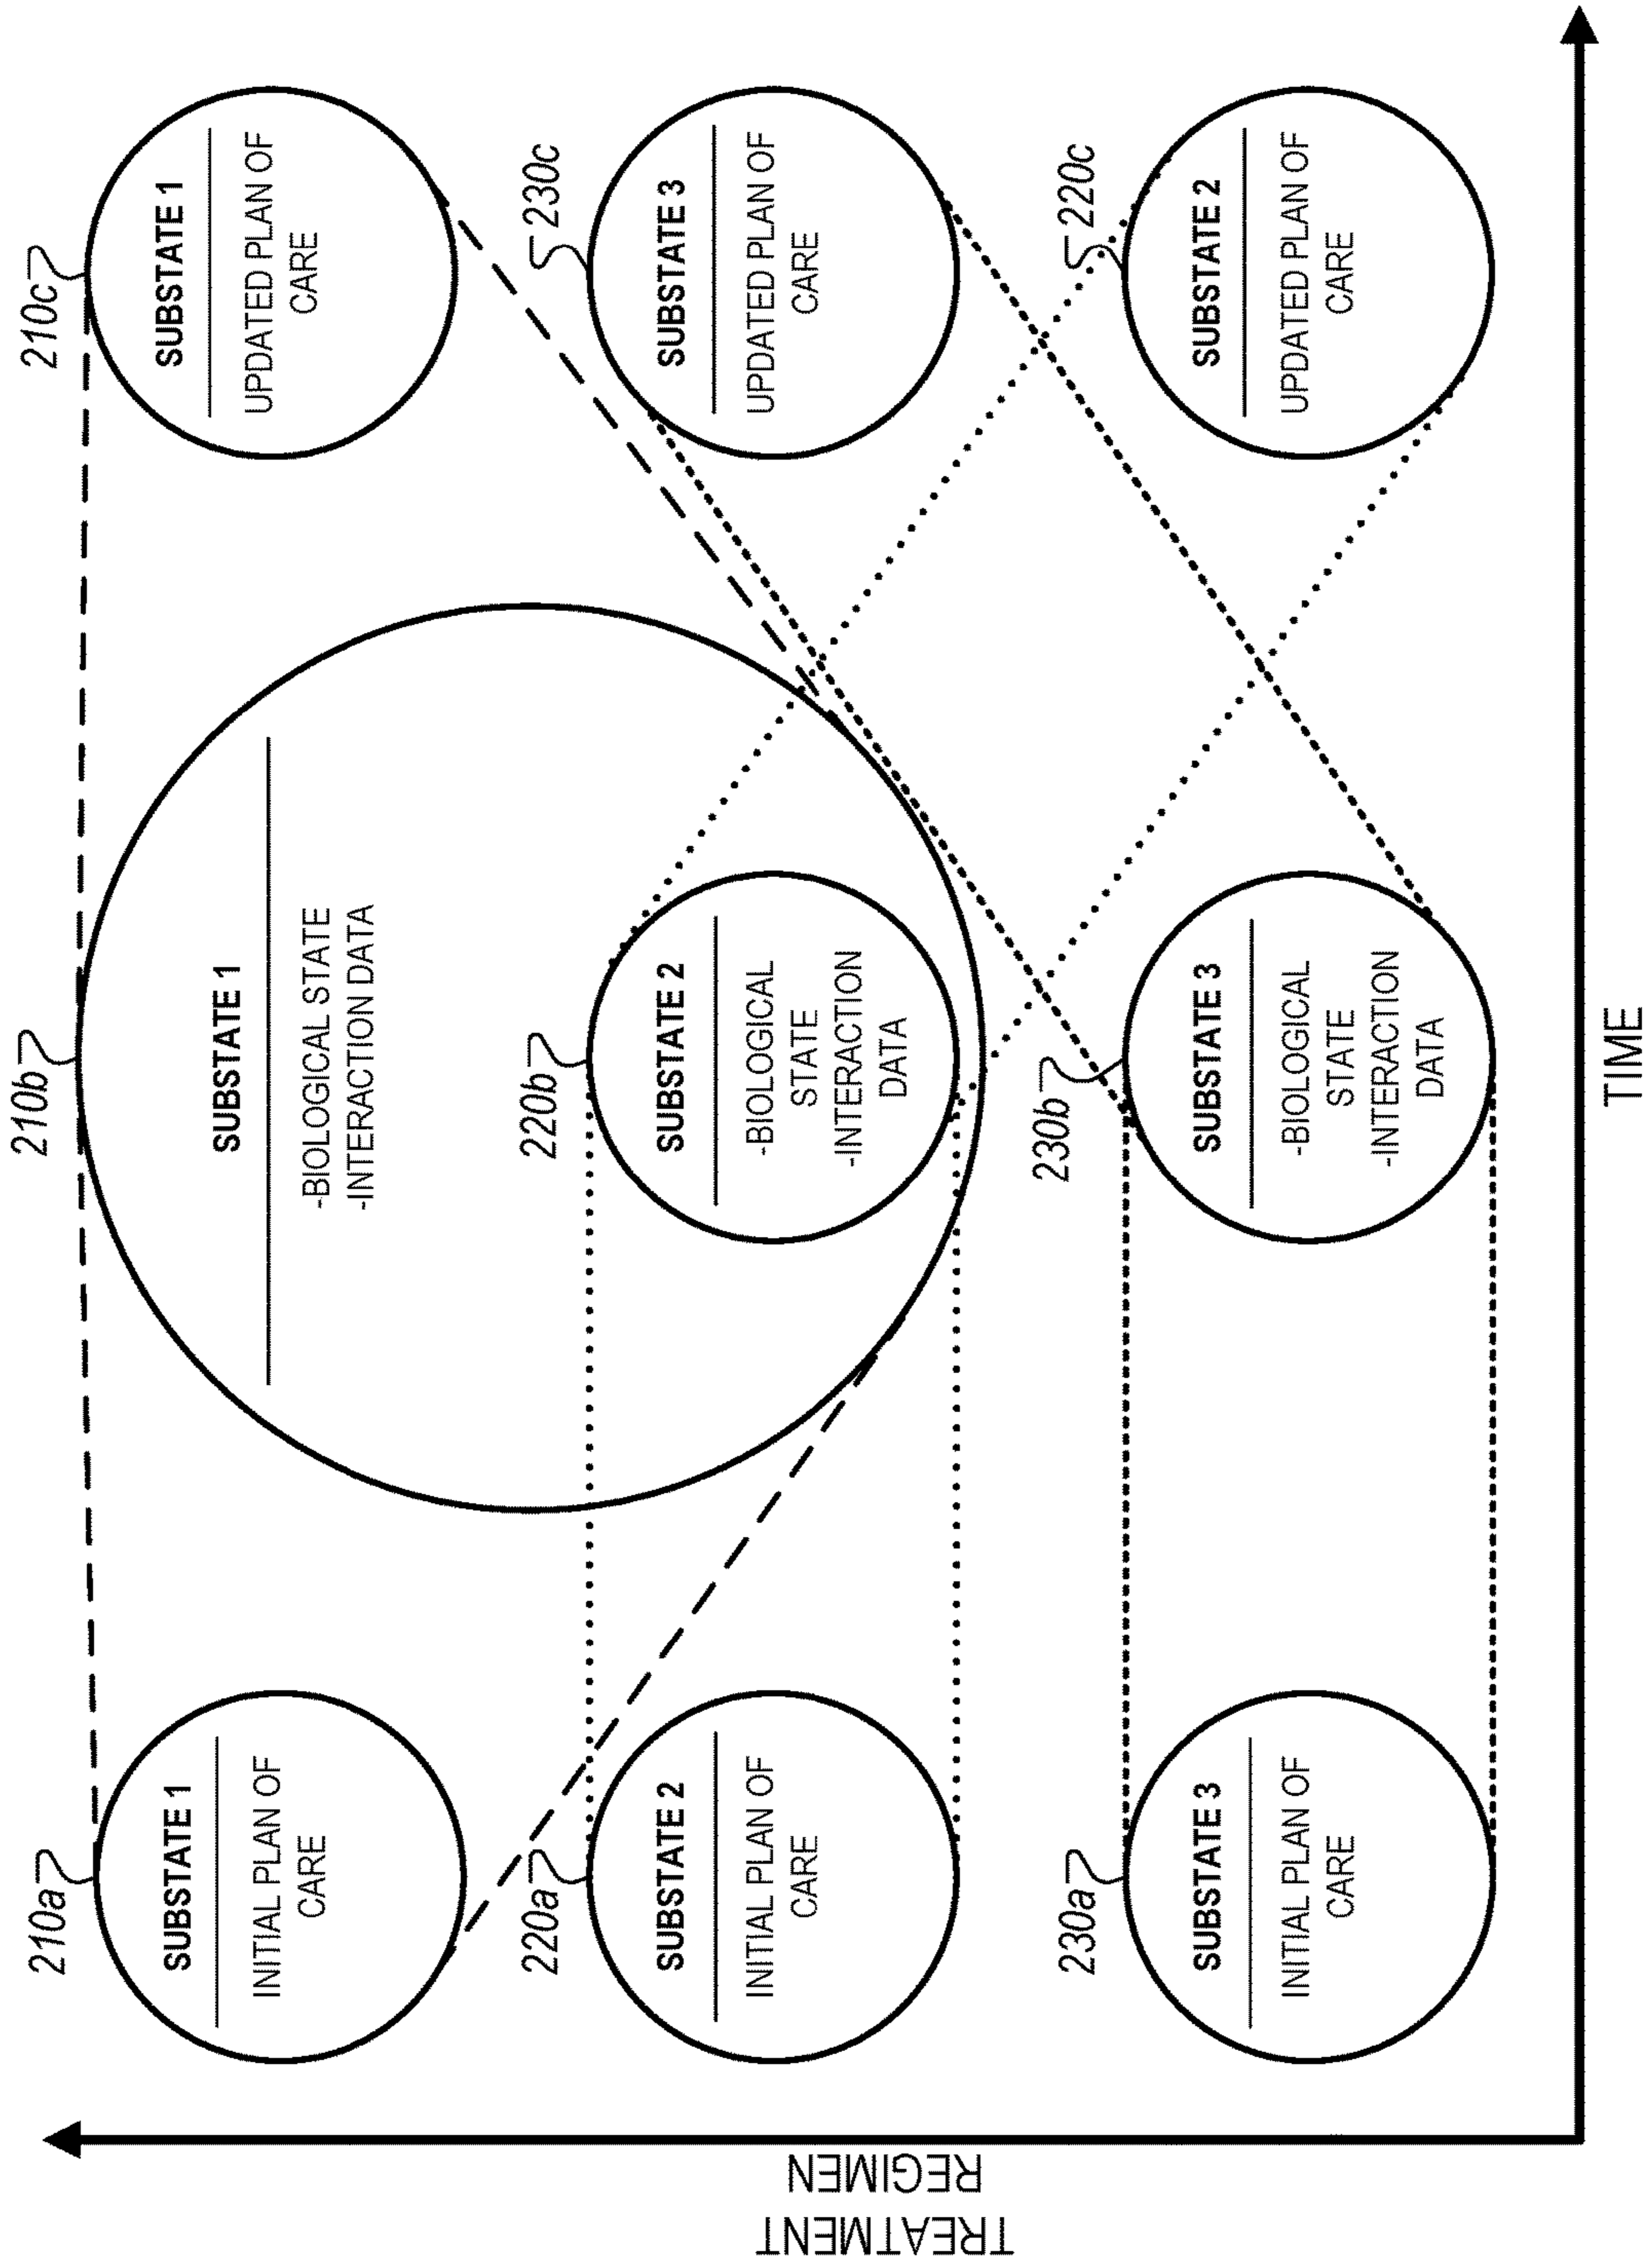 210a
SUBSTATE 1
INITIAL PLAN OF
CARE
220a
SUBSTATE 2
INITIAL PLAN OF
CARE
230a
SUBSTATE 3
INITIAL PLAN OF
CARE
210b
SUBSTATE 1
-BIOLOGICAL STATE
-INTERACTION DATA
220b
SUBSTATE 2
-BIOLOGICAL
STATE
-INTERACTION
DATA
230b
SUBSTATE 3
-BIOLOGICAL
STATE
-INTERACTION
DATA
210c
SUBSTATE 1
UPDATED PLAN OF
CARE
230c
SUBSTATE 3
UPDATED PLAN OF
CARE
220c
SUBSTATE 2
UPDATED PLAN OF
CARE
TREATMENT
REGIMEN
TIME